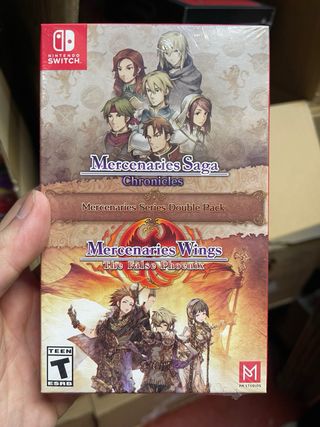 NINTENDO
SWITCH
Mercenaries Saga
Chronicles
Mercenaries Series Double Pack
Mercenaries Wings
The False Phoenix
TEEN
T
ESRB
M
PM STUDIOS